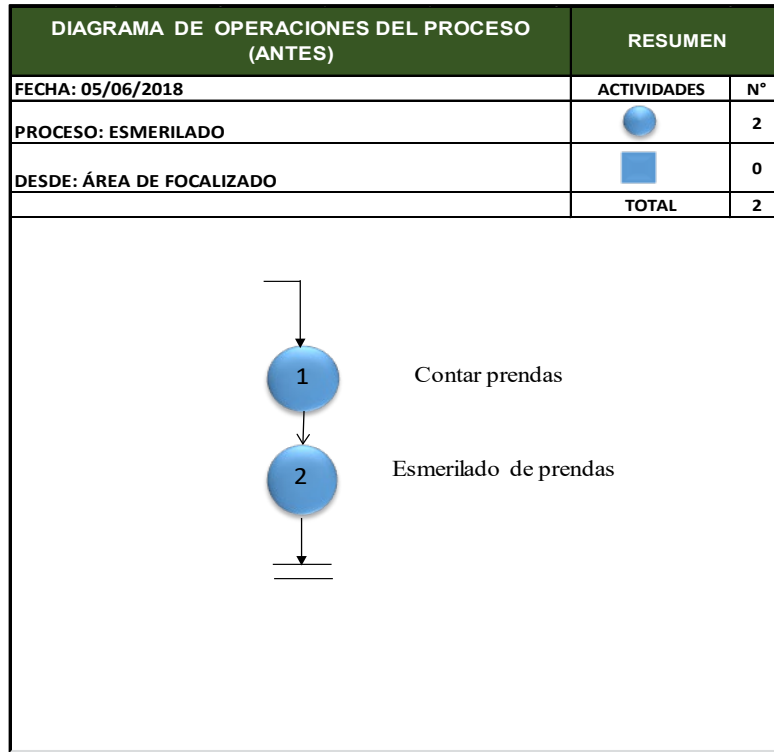 DIAGRAMA DE OPERACIONES DEL PROCESO
(ANTES)
RESUMEN
FECHA: 05/06/2018
ACTIVIDADES N°
PROCESO: ESMERILADO
2
DESDE: ÁREA DE FOCALIZADO
0
TOTAL 2
1 Contar prendas
2 Esmerilado de prendas